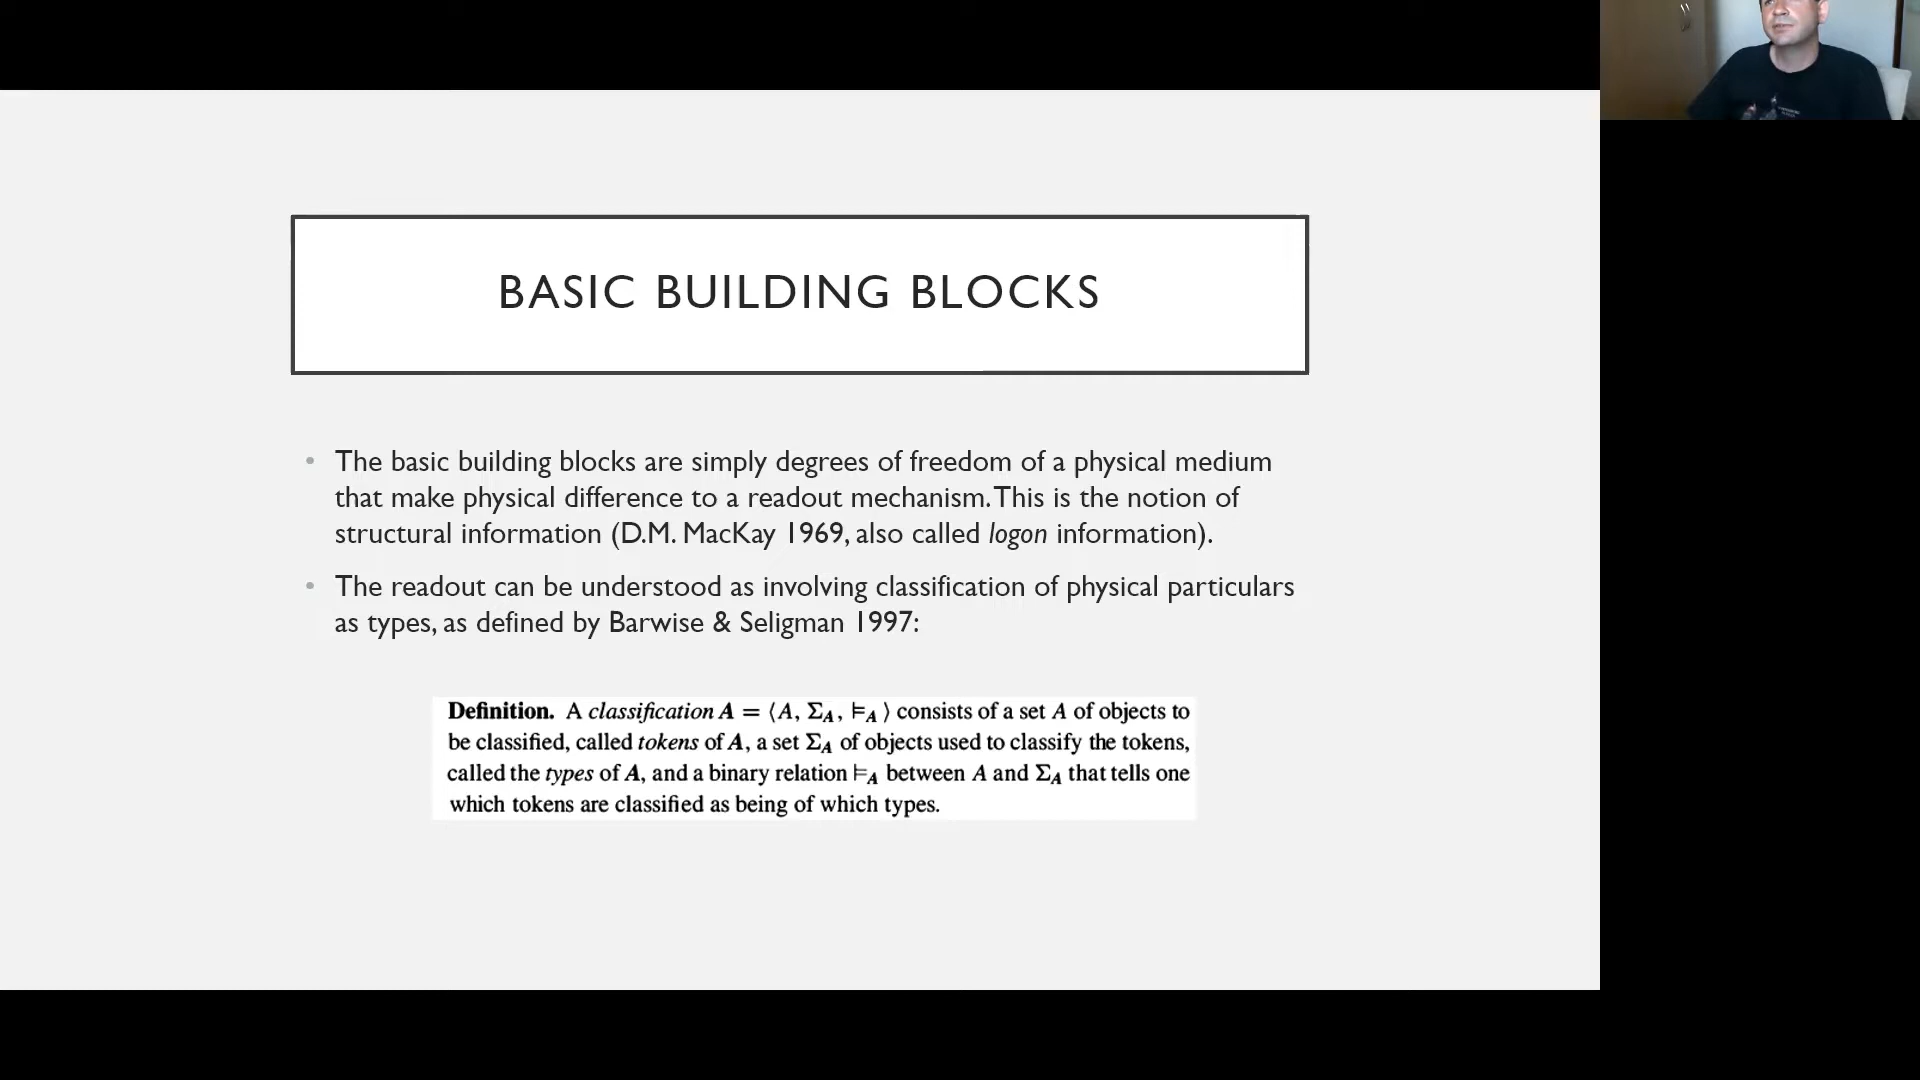 BASIC BUILDING BLOCKS
• The basic building blocks are simply degrees of freedom of a physical medium
that make physical difference to a readout mechanism. This is the notion of
structural information (D.M. MacKay 1969, also called logon information).
• The readout can be understood as involving classification of physical particulars
as types, as defined by Barwise & Seligman 1997:
Definition. A classification A = ⟨A, Σ_A, ⊨_A⟩ consists of a set A of objects to
be classified, called tokens of A, a set Σ_A of objects used to classify the tokens,
called the types of A, and a binary relation ⊨_A between A and Σ_A that tells one
which tokens are classified as being of which types.